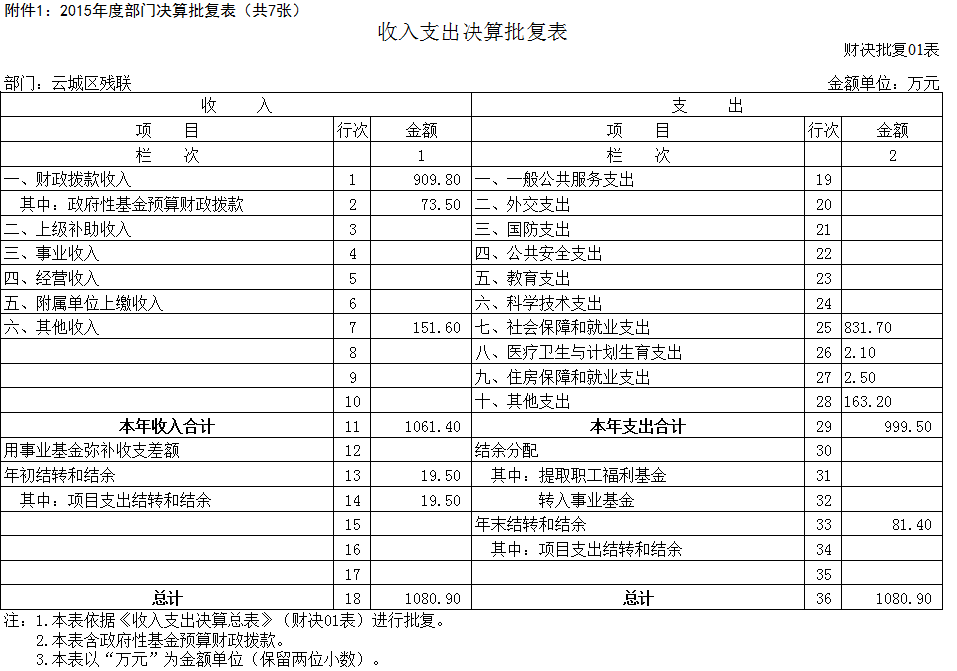 附件1：2015年度部门决算批复表（共7张）
收入支出决算批复表
财决批复01表
部门：云城区残联 金额单位：万元
收 入 支 出
项 目 行次 金额 项 目 行次 金额
栏 次 1 栏 次 2
一、财政拨款收入 1 909.80 一、一般公共服务支出 19
其中：政府性基金预算财政拨款 2 73.50 二、外交支出 20
二、上级补助收入 3 三、国防支出 21
三、事业收入 4 四、公共安全支出 22
四、经营收入 5 五、教育支出 23
五、附属单位上缴收入 6 六、科学技术支出 24
六、其他收入 7 151.60 七、社会保障和就业支出 25 831.70
8 八、医疗卫生与计划生育支出 26 2.10
9 九、住房保障和就业支出 27 2.50
10 十、其他支出 28 163.20
本年收入合计 11 1061.40 本年支出合计 29 999.50
用事业基金弥补收支差额 12 结余分配 30
年初结转和结余 13 19.50 其中：提取职工福利基金 31
其中：项目支出结转和结余 14 19.50 转入事业基金 32
15 年末结转和结余 33 81.40
16 其中：项目支出结转和结余 34
17 35
总计 18 1080.90 总计 36 1080.90
注：1.本表依据《收入支出决算总表》（财决01表）进行批复。
2.本表含政府性基金预算财政拨款。
3.本表以“万元”为金额单位（保留两位小数）。